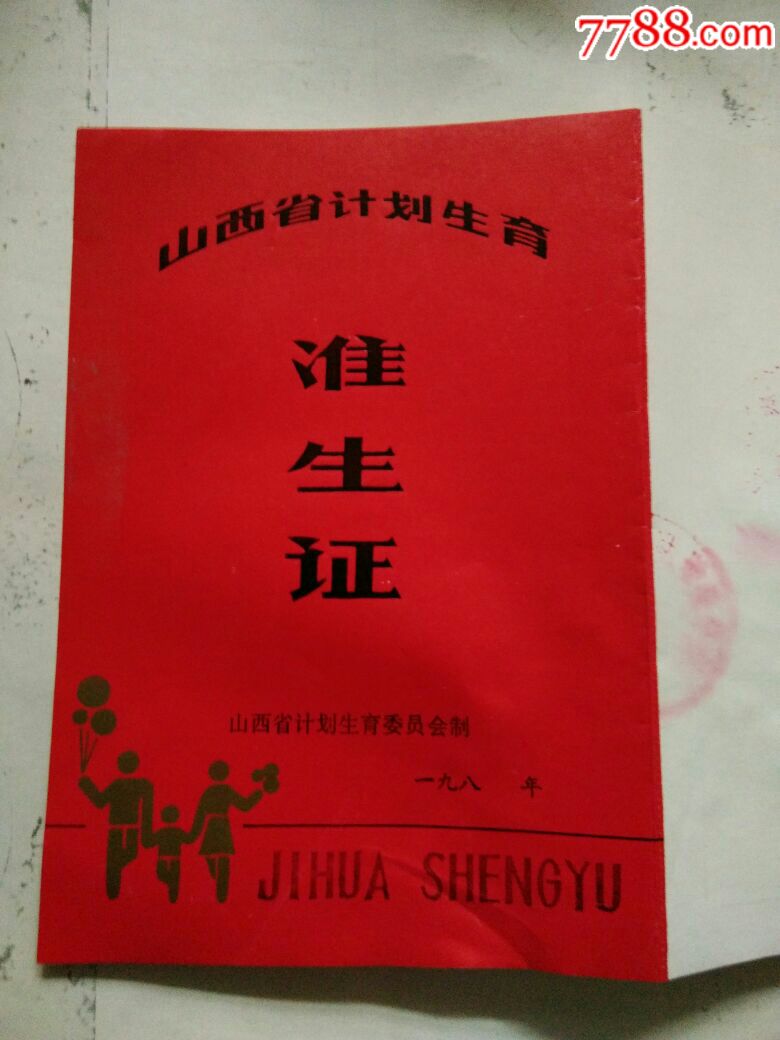 7788.com
山西省计划生育
准
生
证
山西省计划生育委员会制
一九八 年
JIHUA SHENGYU